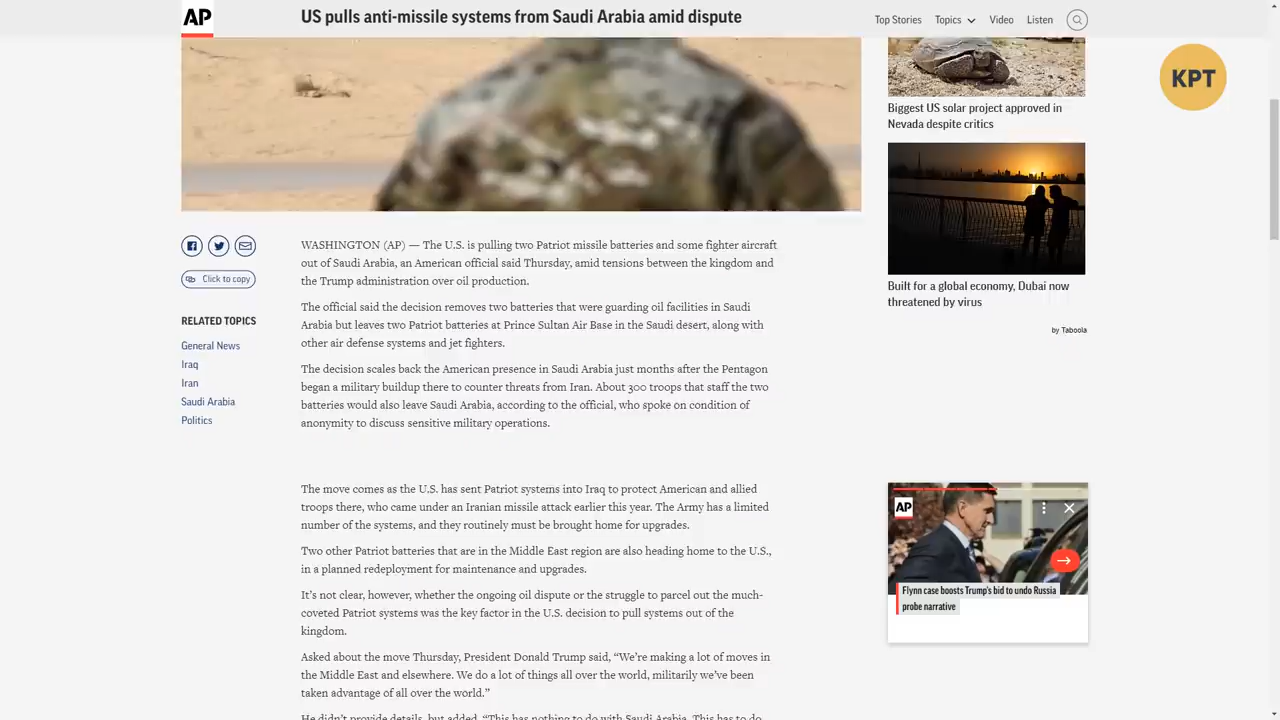 AP
US pulls anti-missile systems from Saudi Arabia amid dispute
Top Stories
Topics
Video
Listen
KPT
Biggest US solar project approved in
Nevada despite critics
Built for a global economy, Dubai now
threatened by virus
by Taboola
Click to copy
RELATED TOPICS
General News
Iraq
Iran
Saudi Arabia
Politics
WASHINGTON (AP) — The U.S. is pulling two Patriot missile batteries and some fighter aircraft
out of Saudi Arabia, an American official said Thursday, amid tensions between the kingdom and
the Trump administration over oil production.
The official said the decision removes two batteries that were guarding oil facilities in Saudi
Arabia but leaves two Patriot batteries at Prince Sultan Air Base in the Saudi desert, along with
other air defense systems and jet fighters.
The decision scales back the American presence in Saudi Arabia just months after the Pentagon
began a military buildup there to counter threats from Iran. About 300 troops that staff the two
batteries would also leave Saudi Arabia, according to the official, who spoke on condition of
anonymity to discuss sensitive military operations.
The move comes as the U.S. has sent Patriot systems into Iraq to protect American and allied
troops there, who came under an Iranian missile attack earlier this year. The Army has a limited
number of the systems, and they routinely must be brought home for upgrades.
Two other Patriot batteries that are in the Middle East region are also heading home to the U.S.,
in a planned redeployment for maintenance and upgrades.
It's not clear, however, whether the ongoing oil dispute or the struggle to parcel out the much-
coveted Patriot systems was the key factor in the U.S. decision to pull systems out of the
kingdom.
Asked about the move Thursday, President Donald Trump said, “We're making a lot of moves in
the Middle East and elsewhere. We do a lot of things all over the world, militarily we've been
taken advantage of all over the world.”
He didn't provide details, but added, “This has nothing to do with Saudi Arabia. This has to do
AP
Flynn case boosts Trump's bid to undo Russia
probe narrative